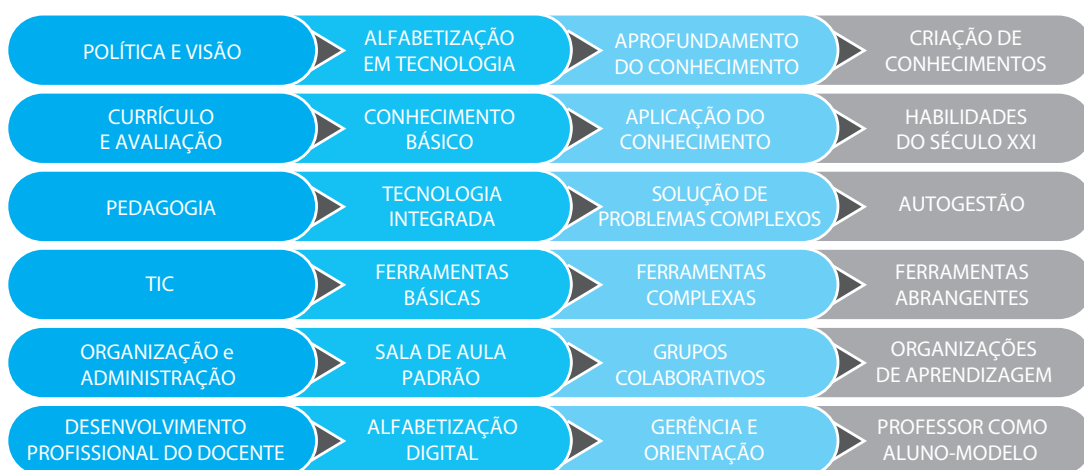 POLÍTICA E VISÃO
ALFABETIZAÇÃO
EM TECNOLOGIA
APROFUNDAMENTO
DO CONHECIMENTO
CRIAÇÃO DE
CONHECIMENTOS
CURRÍCULO
E AVALIAÇÃO
CONHECIMENTO
BÁSICO
APLICAÇÃO DO
CONHECIMENTO
HABILIDADES
DO SÉCULO XXI
PEDAGOGIA
TECNOLOGIA
INTEGRADA
SOLUÇÃO DE
PROBLEMAS COMPLEXOS
AUTOGESTÃO
TIC
FERRAMENTAS
BÁSICAS
FERRAMENTAS
COMPLEXAS
FERRAMENTAS
ABRANGENTES
ORGANIZAÇÃO e
ADMINISTRAÇÃO
SALA DE AULA
PADRÃO
GRUPOS
COLABORATIVOS
ORGANIZAÇÕES
DE APRENDIZAGEM
DESENVOLVIMENTO
PROFISSIONAL DO DOCENTE
ALFABETIZAÇÃO
DIGITAL
GERÊNCIA E
ORIENTAÇÃO
PROFESSOR COMO
ALUNO-MODELO